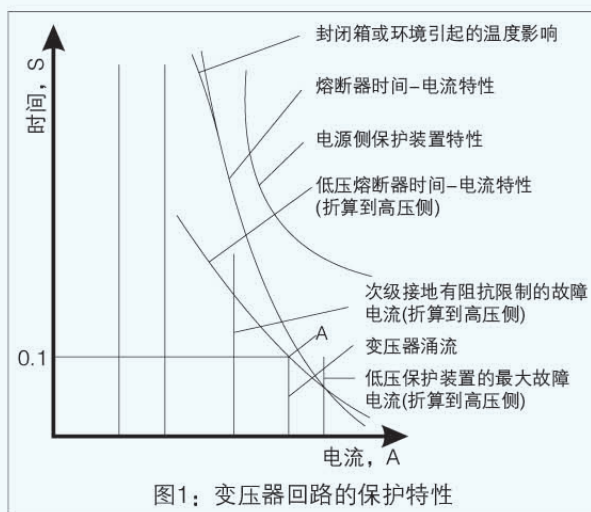 封闭箱或环境引起的温度影响
时间，S
熔断器时间-电流特性
电源侧保护装置特性
低压熔断器时间-电流特性
(折算到高压侧)
次级接地有阻抗限制的故障
电流(折算到高压侧)
A
变压器涌流
0.1
低压保护装置的最大故障
电流(折算到高压侧)
电流，A
图1：变压器回路的保护特性